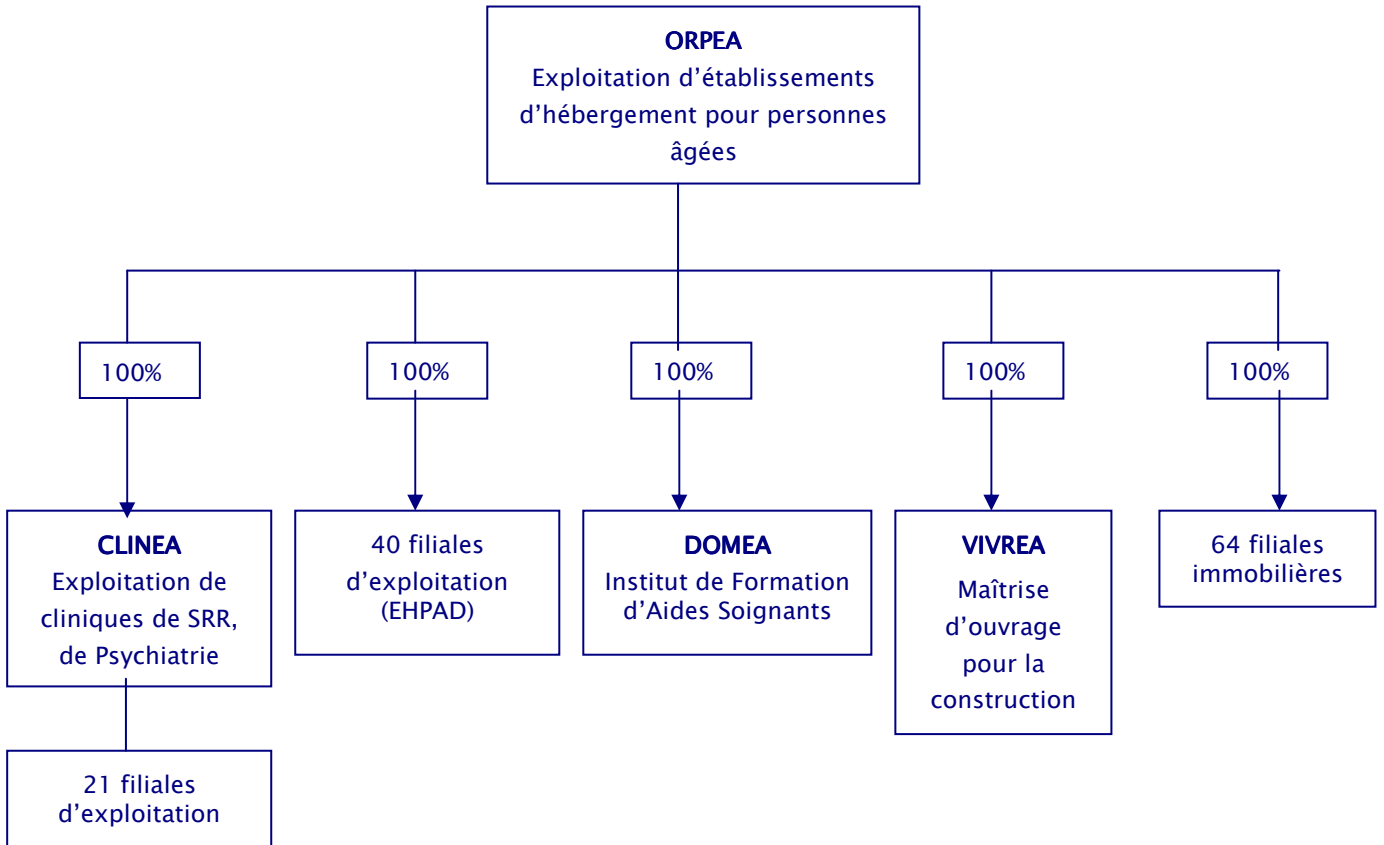 ORPEA
Exploitation d’établissements
d’hébergement pour personnes
âgées
100%
100%
100%
100%
100%
CLINEA
Exploitation de
cliniques de SRR,
de Psychiatrie
40 filiales
d’exploitation
(EHPAD)
DOMEA
Institut de Formation
d’Aides Soignants
VIVREA
Maîtrise
d’ouvrage
pour la
construction
64 filiales
immobilières
21 filiales
d’exploitation